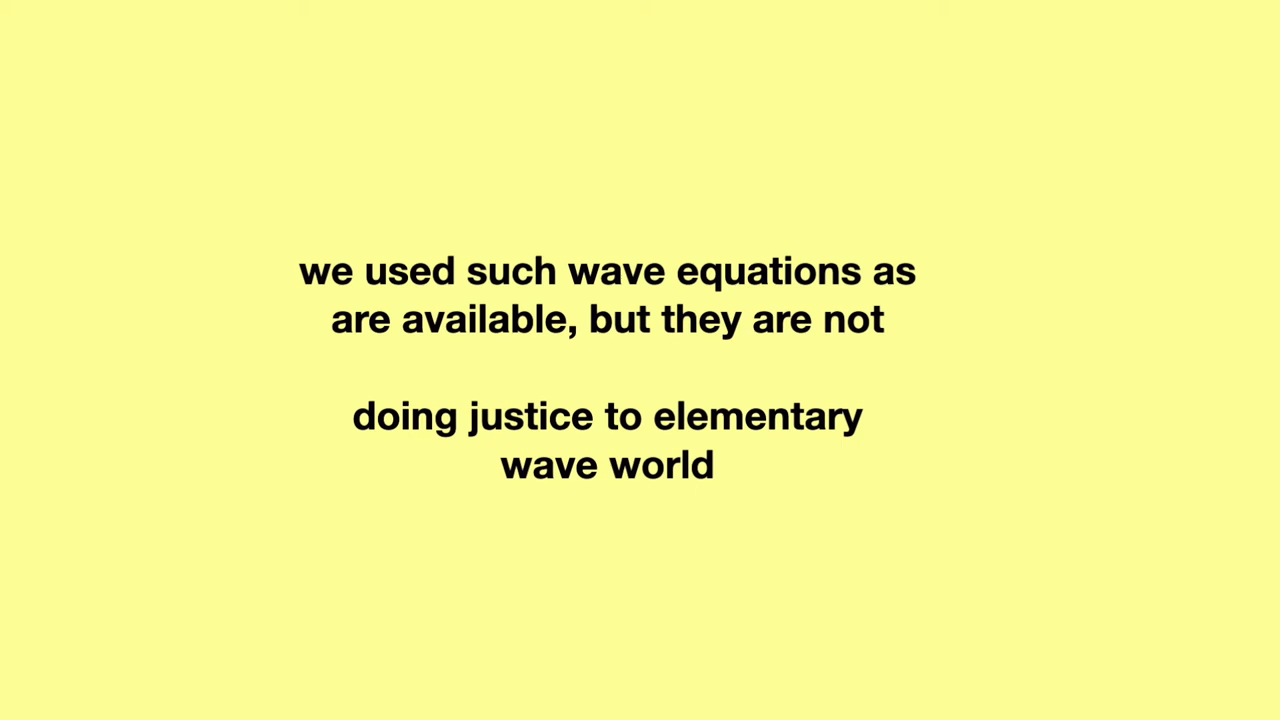 we used such wave equations as
are available, but they are not
doing justice to elementary
wave world